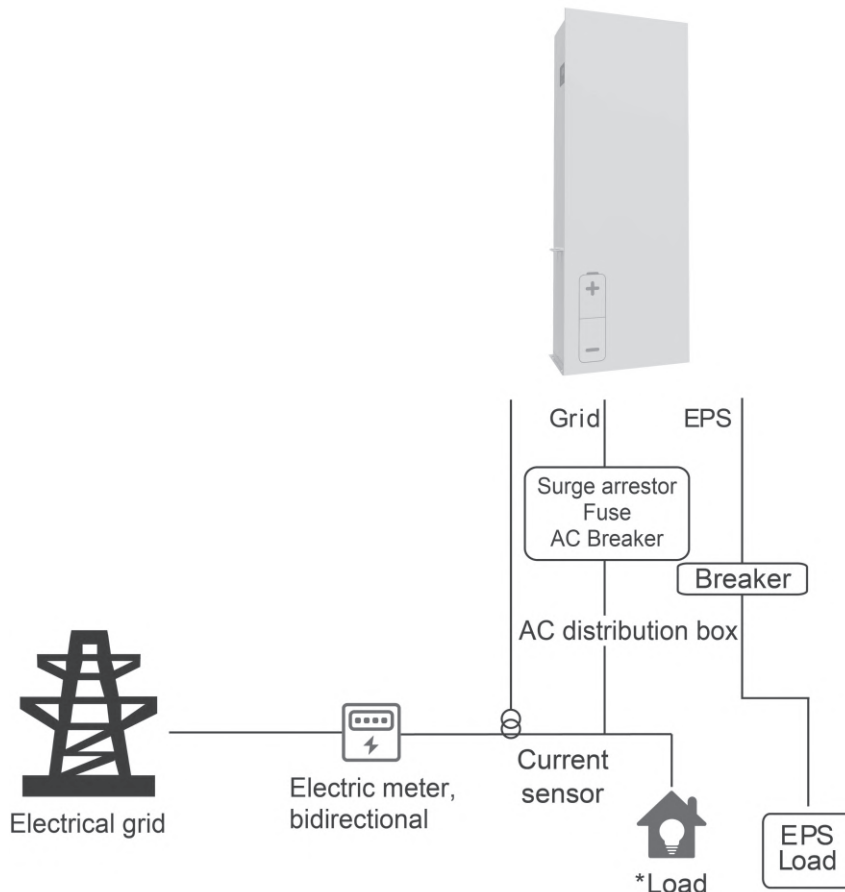 Grid
EPS
Surge arrestor
Fuse
AC Breaker
Breaker
AC distribution box
Electric meter,
bidirectional
Current
sensor
Electrical grid
*Load
EPS
Load